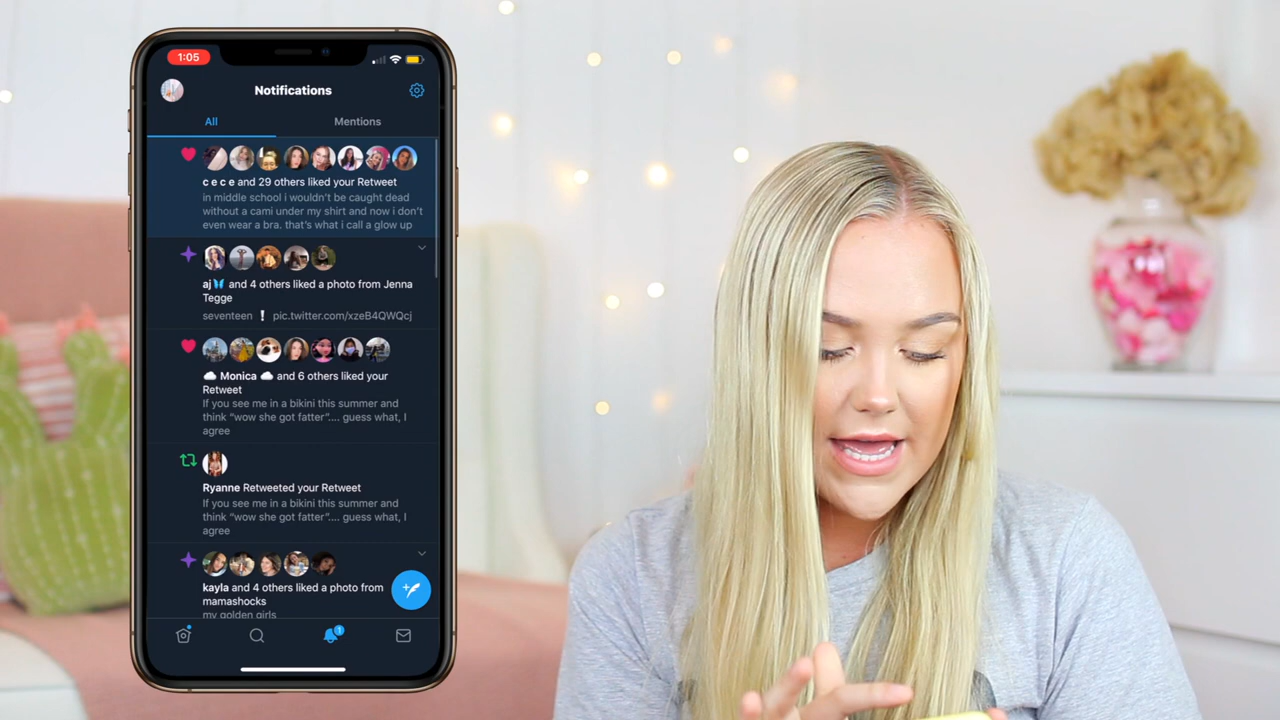 1:05
Notifications
All
Mentions
c e c e and 29 others liked your Retweet
in middle school i wouldn't be caught dead
without a cami under my shirt and now i don't
even wear a bra. that's what i call a glow up
aj🦋 and 4 others liked a photo from Jenna
Tegge
seventeen ❕ pic.twitter.com/xzeB4QWQcj
☁️ Monica ☁️ and 6 others liked your
Retweet
If you see me in a bikini this summer and
think “wow she got fatter”.... guess what, I
agree
Ryanne Retweeted your Retweet
If you see me in a bikini this summer and
think “wow she got fatter”.... guess what, I
agree
kayla and 4 others liked a photo from
mamashocks
my golden girls
1